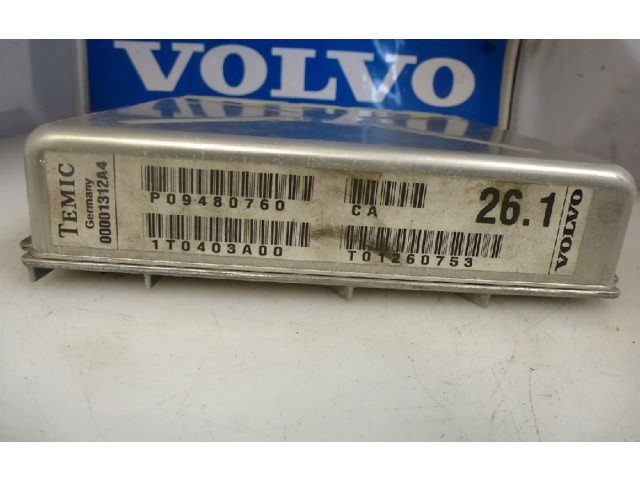 VOLVO
TEMIC
Germany
00001312A4
P09480760
CA
26.1
VOLVO
1T0403A00
T01260753